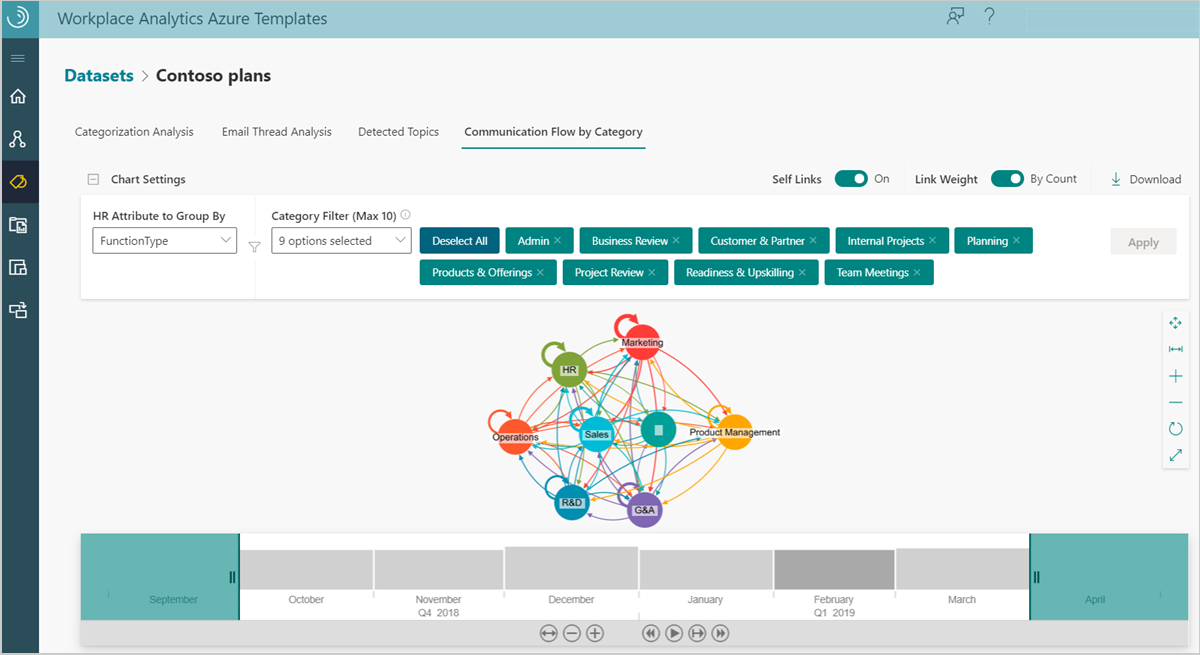 Workplace Analytics Azure Templates
Datasets > Contoso plans
Categorization Analysis Email Thread Analysis Detected Topics Communication Flow by Category
Chart Settings Self Links On Link Weight By Count Download
HR Attribute to Group By Category Filter (Max 10)
FunctionType 9 options selected Deselect All Admin × Business Review × Customer & Partner × Internal Projects × Planning × Apply
Products & Offerings × Project Review × Readiness & Upskilling × Team Meetings ×
Marketing
HR
Operations Sales Product Management
R&D G&A
September October November December January February March April
Q4 2018 Q1 2019